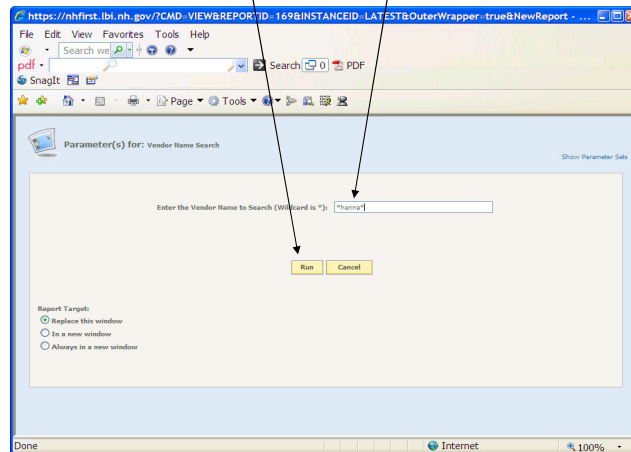 https://nhfirst.lbi.nh.gov/?CMD=VIEW&REPORTID=169&INSTANCEID=LATEST&OuterWrapper=true&NewReport - ...
File Edit View Favorites Tools Help
Search we
pdf Search 0 PDF
SnagIt
Page Tools
Parameter(s) for: Vendor Name Search
Show Parameter Sets
Enter the Vendor Name to Search (Wildcard is *): *hanna*
Run Cancel
Report Target:
Replace this window
In a new window
Always in a new window
Done Internet 100%